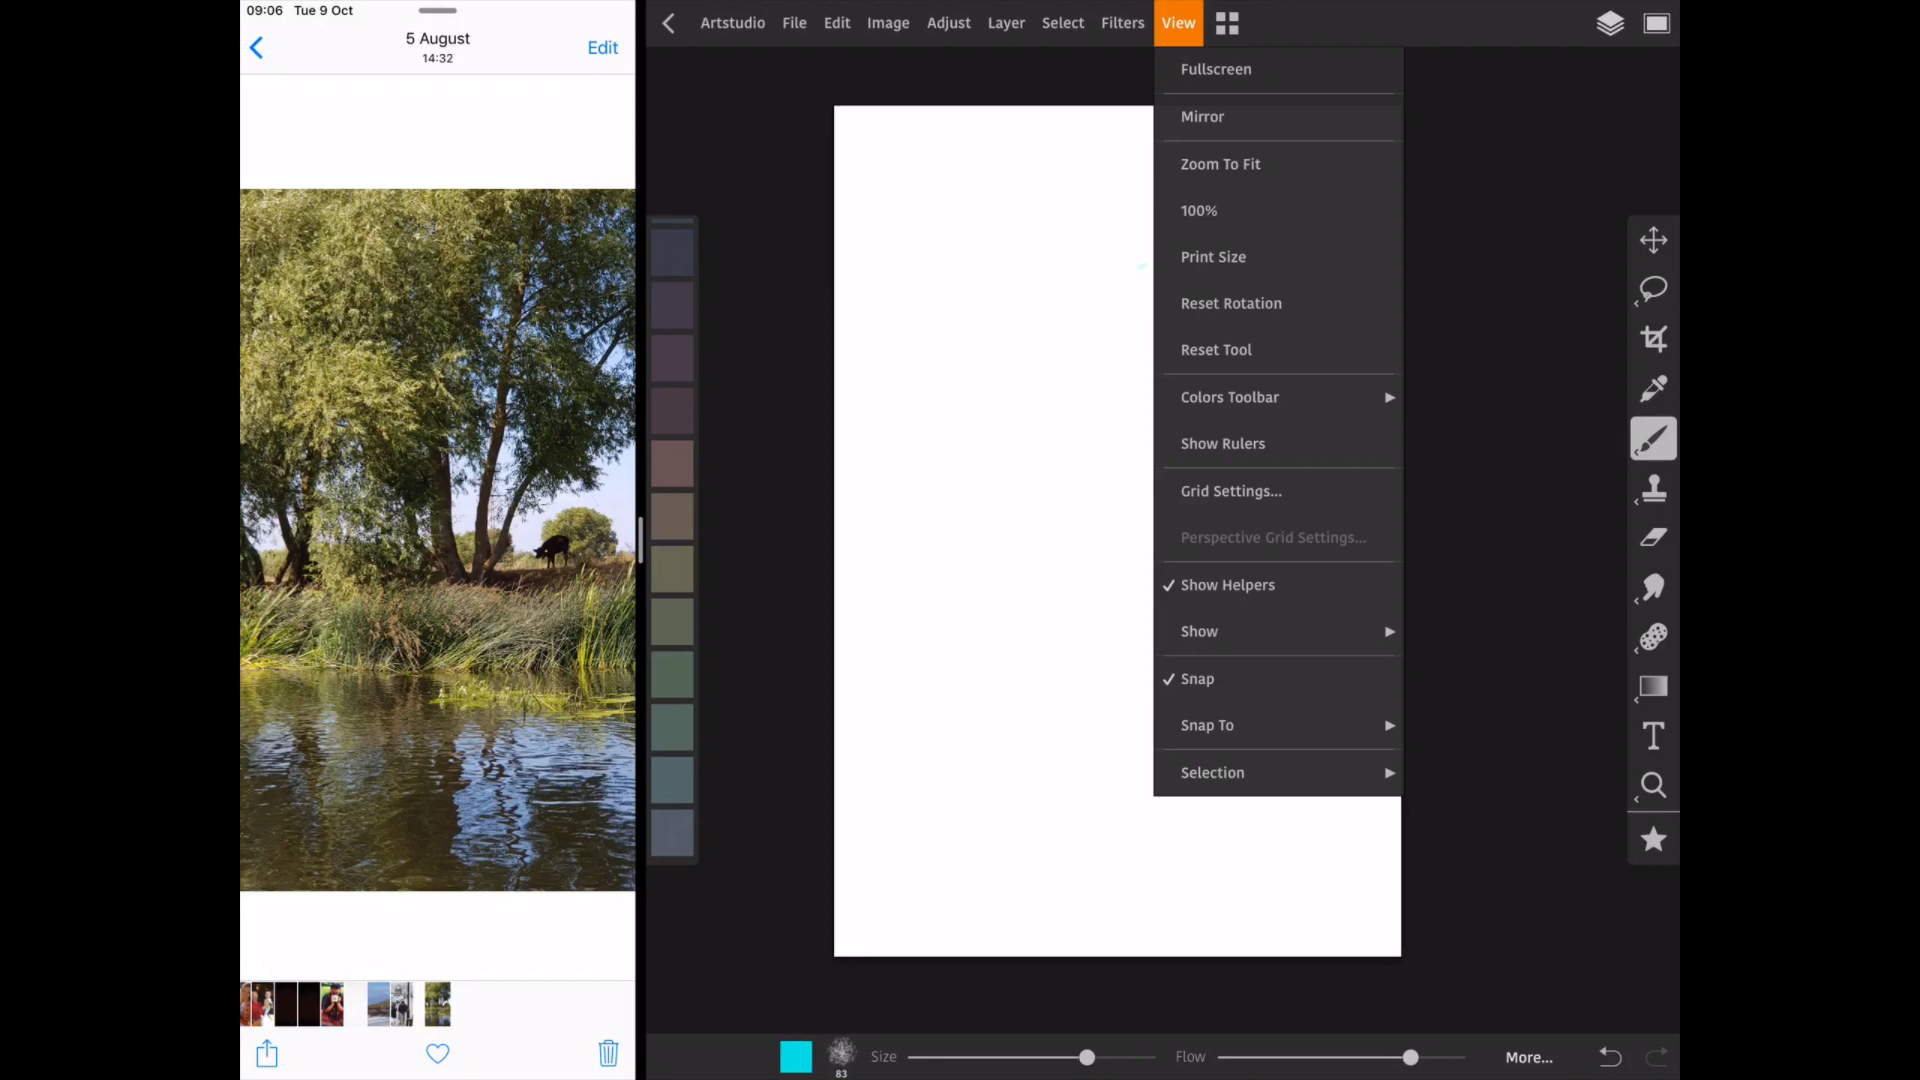 09:06 Tue 9 Oct
5 August
14:32
Edit
Artstudio File Edit Image Adjust Layer Select Filters View
Fullscreen
Mirror
Zoom To Fit
100%
Print Size
Reset Rotation
Reset Tool
Colors Toolbar
Show Rulers
Grid Settings...
Perspective Grid Settings...
Show Helpers
Show
Snap
Snap To
Selection
T
83
Size
Flow
More...